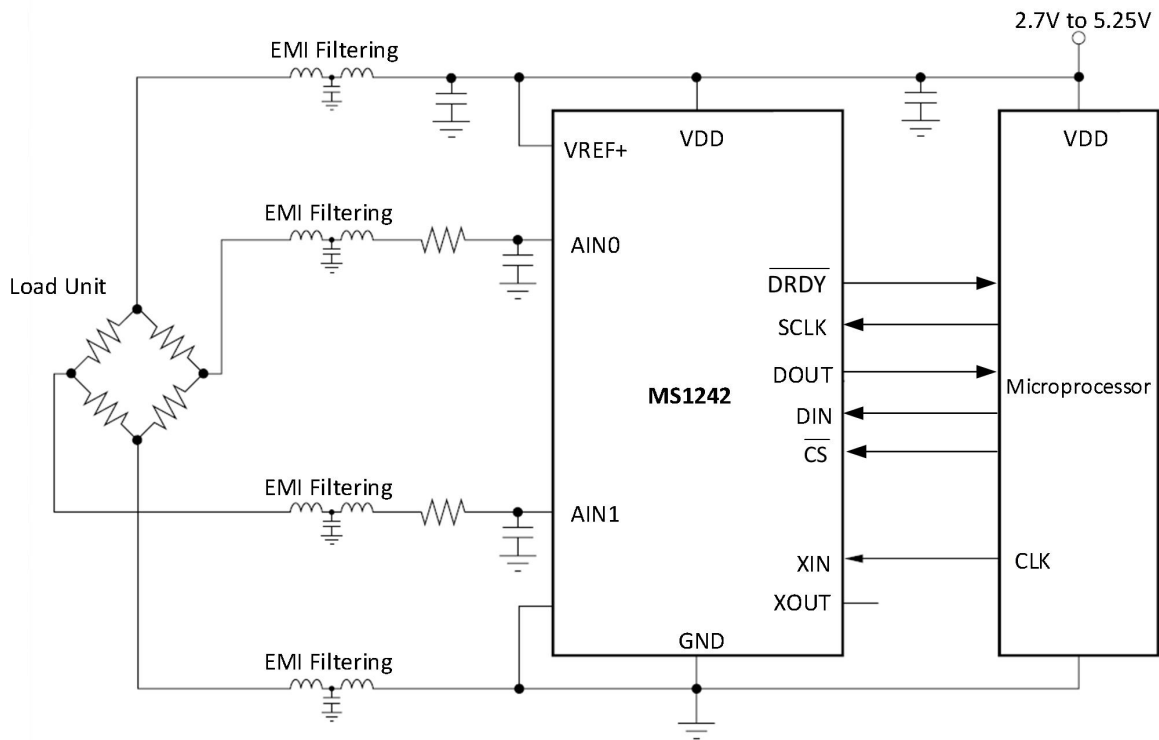 2.7V to 5.25V
EMI Filtering
VDD
VDD
VREF+
EMI Filtering
AIN0
Load Unit
DRDY
SCLK
DOUT
Microprocessor
MS1242
DIN
CS
EMI Filtering
AIN1
XIN
CLK
XOUT
GND
EMI Filtering